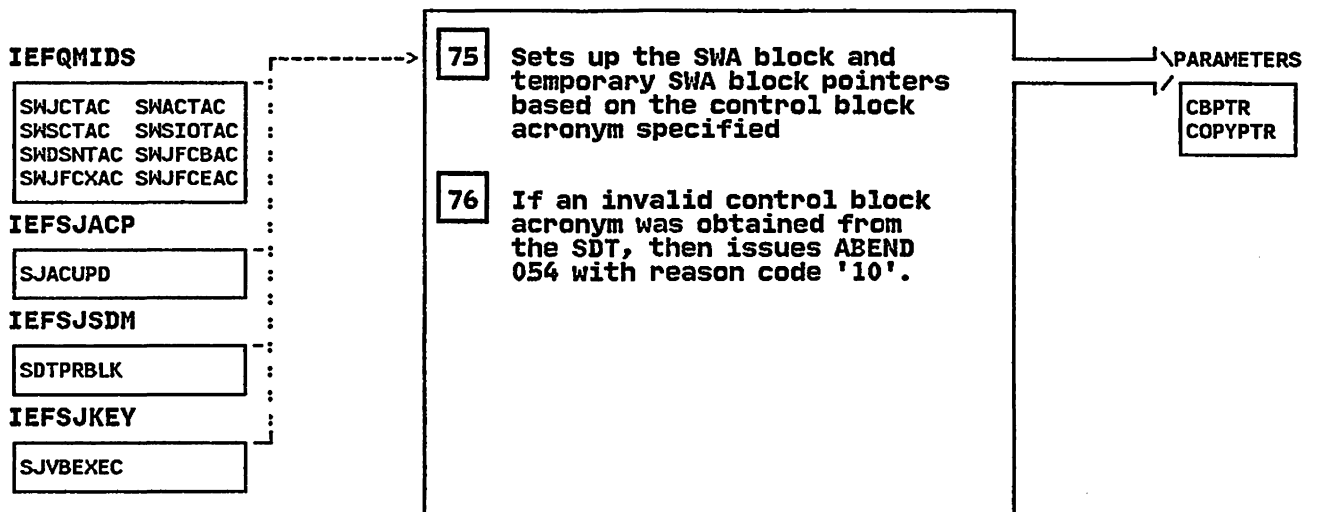 IEFQMIDS
SWJCTAC SWACTAC
SWSCTAC SWSIOTAC
SWDSNTAC SWJFCBAC
SWJFCXAC SWJFCEAC
IEFSJACP
SJACUPD
IEFSJSDM
SDTPRBLK
IEFSJKEY
SJVBEXEC
75 Sets up the SWA block and
temporary SWA block pointers
based on the control block
acronym specified
76 If an invalid control block
acronym was obtained from
the SDT, then issues ABEND
054 with reason code '10'.
PARAMETERS
CBPTR
COPYPTR